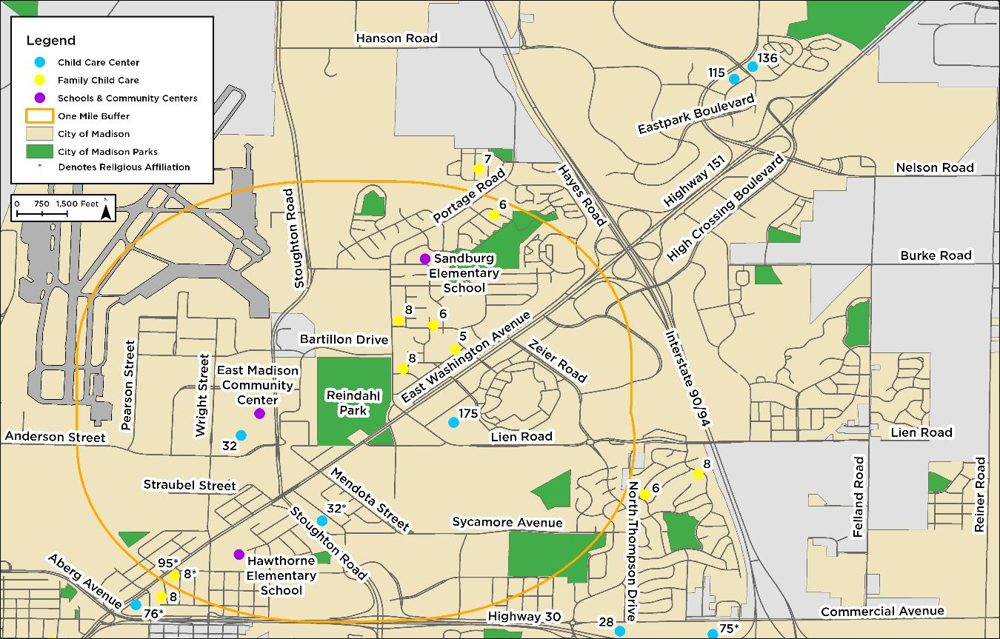 Legend
Child Care Center
Family Child Care
Schools & Community Centers
One Mile Buffer
City of Madison
City of Madison Parks
* Denotes Religious Affiliation
0 750 1,500 Feet
N
Hanson Road
136
115
Eastpark Boulevard
7
Portage Road
6
Hayes Road
Highway 151
High Crossing Boulevard
Nelson Road
Burke Road
Stoughton Road
Sandburg
Elementary
School
8
6
5
8
Bartillon Drive
East Washington Avenue
Zeier Road
Interstate 90/94
Pearson Street
Wright Street
East Madison
Community
Center
Reindahl
Park
32
175
Anderson Street
Lien Road
Lien Road
Straubel Street
Mendota Street
32*
Stoughton Road
Sycamore Avenue
8
6
North Thompson Drive
Felland Road
Reiner Road
Hawthorne
Elementary
School
Aberg Avenue
95*
8*
8
76*
Highway 30
28
75*
Commercial Avenue